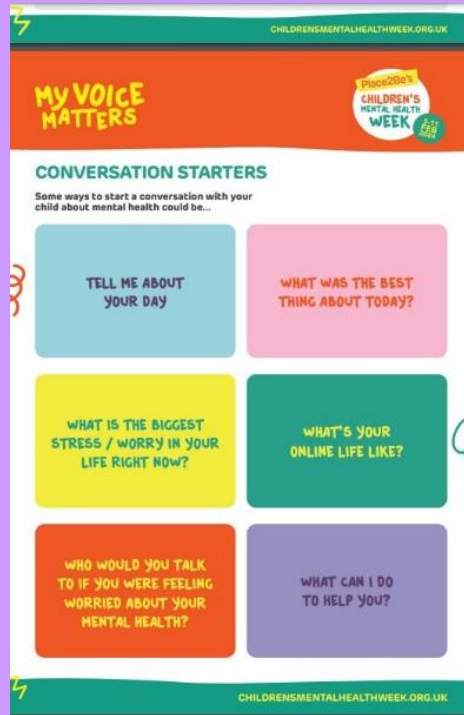 CHILDRENSMENTALHEALTHWEEK.ORG.UK
MY VOICE
MATTERS
Place2Be's
CHILDREN'S
MENTAL HEALTH
WEEK
5-11
FEB
2024
CONVERSATION STARTERS
Some ways to start a conversation with your
child about mental health could be...
TELL ME ABOUT
YOUR DAY
WHAT WAS THE BEST
THING ABOUT TODAY?
WHAT IS THE BIGGEST
STRESS / WORRY IN YOUR
LIFE RIGHT NOW?
WHAT'S YOUR
ONLINE LIFE LIKE?
WHO WOULD YOU TALK
TO IF YOU WERE FEELING
WORRIED ABOUT YOUR
MENTAL HEALTH?
WHAT CAN I DO
TO HELP YOU?
CHILDRENSMENTALHEALTHWEEK.ORG.UK